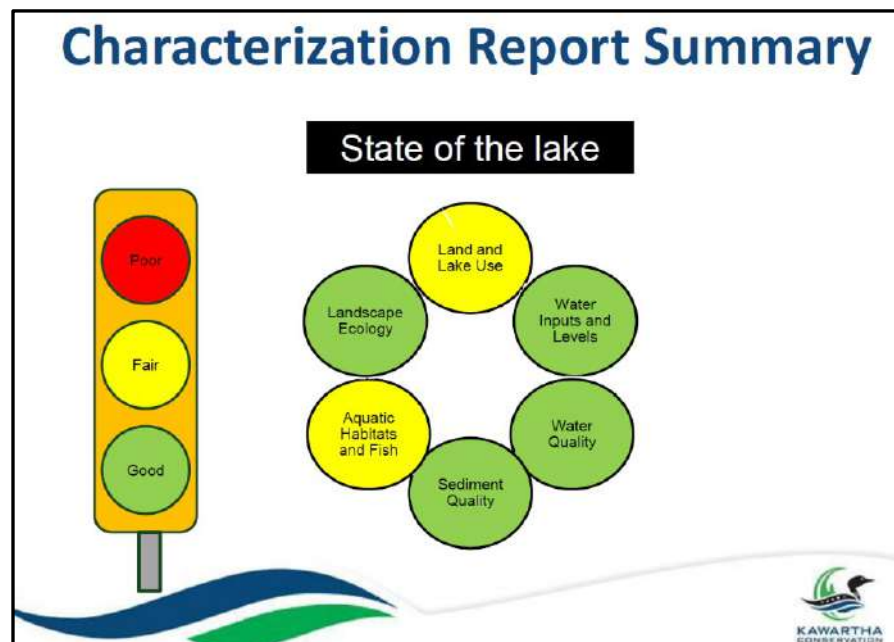 Characterization Report Summary
State of the lake
Poor
Fair
Good
Land and
Lake Use
Water
Inputs and
Levels
Water
Quality
Sediment
Quality
Aquatic
Habitats
and Fish
Landscape
Ecology
KAWARTHA
CONSERVATION